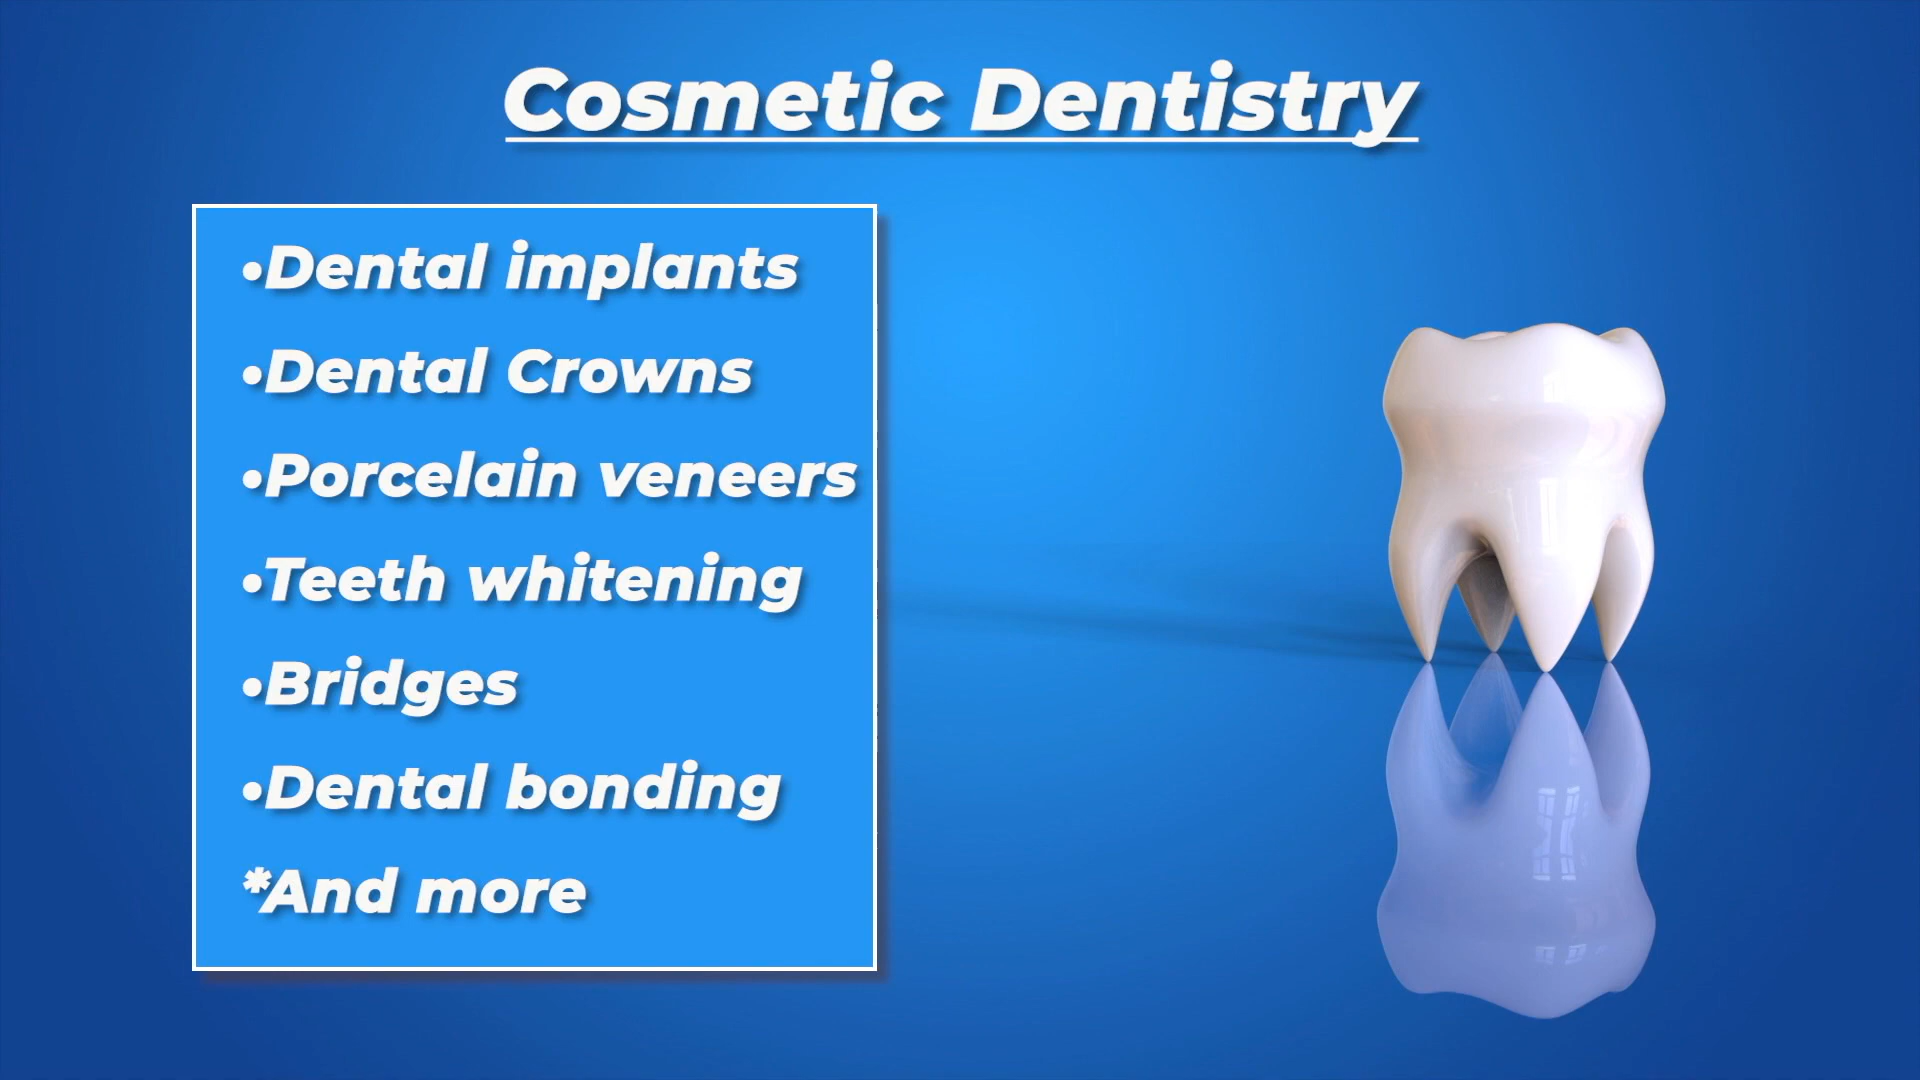 Cosmetic Dentistry
•Dental implants
•Dental Crowns
•Porcelain veneers
•Teeth whitening
•Bridges
•Dental bonding
*And more